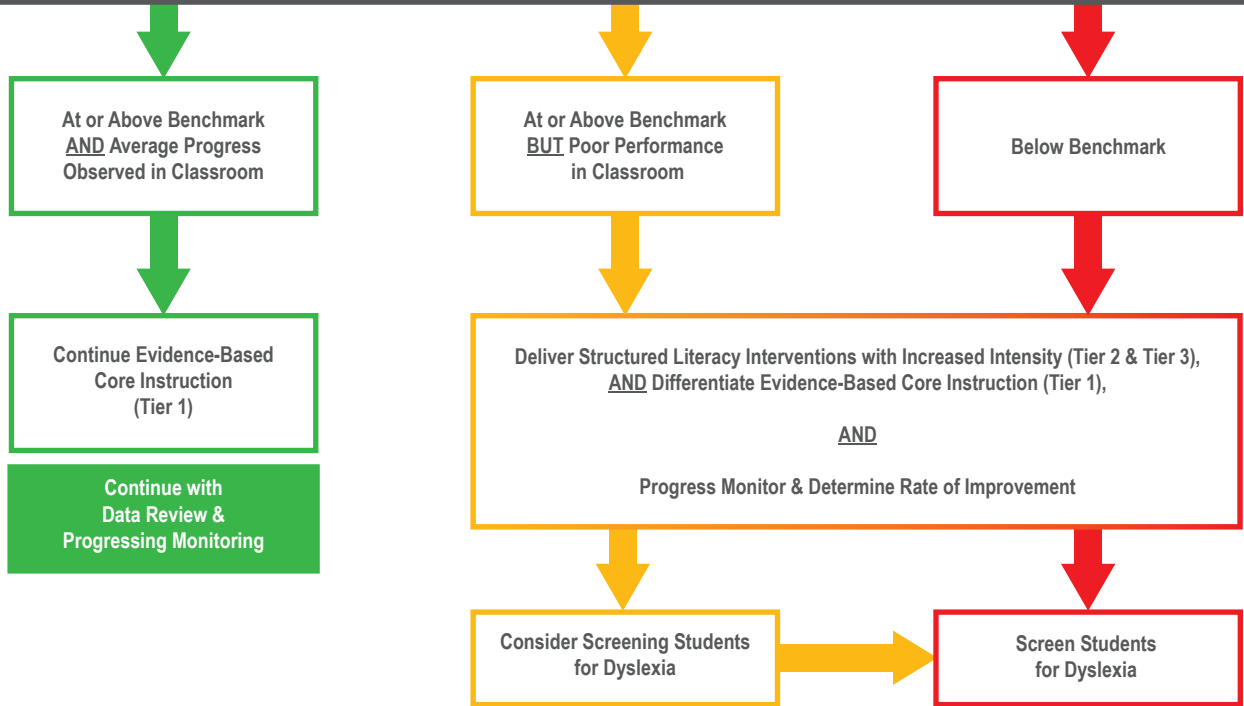 At or Above Benchmark
AND Average Progress
Observed in Classroom
At or Above Benchmark
BUT Poor Performance
in Classroom
Below Benchmark
Continue Evidence-Based
Core Instruction
(Tier 1)
Deliver Structured Literacy Interventions with Increased Intensity (Tier 2 & Tier 3),
AND Differentiate Evidence-Based Core Instruction (Tier 1),
AND
Progress Monitor & Determine Rate of Improvement
Continue with
Data Review &
Progressing Monitoring
Consider Screening Students
for Dyslexia
Screen Students
for Dyslexia